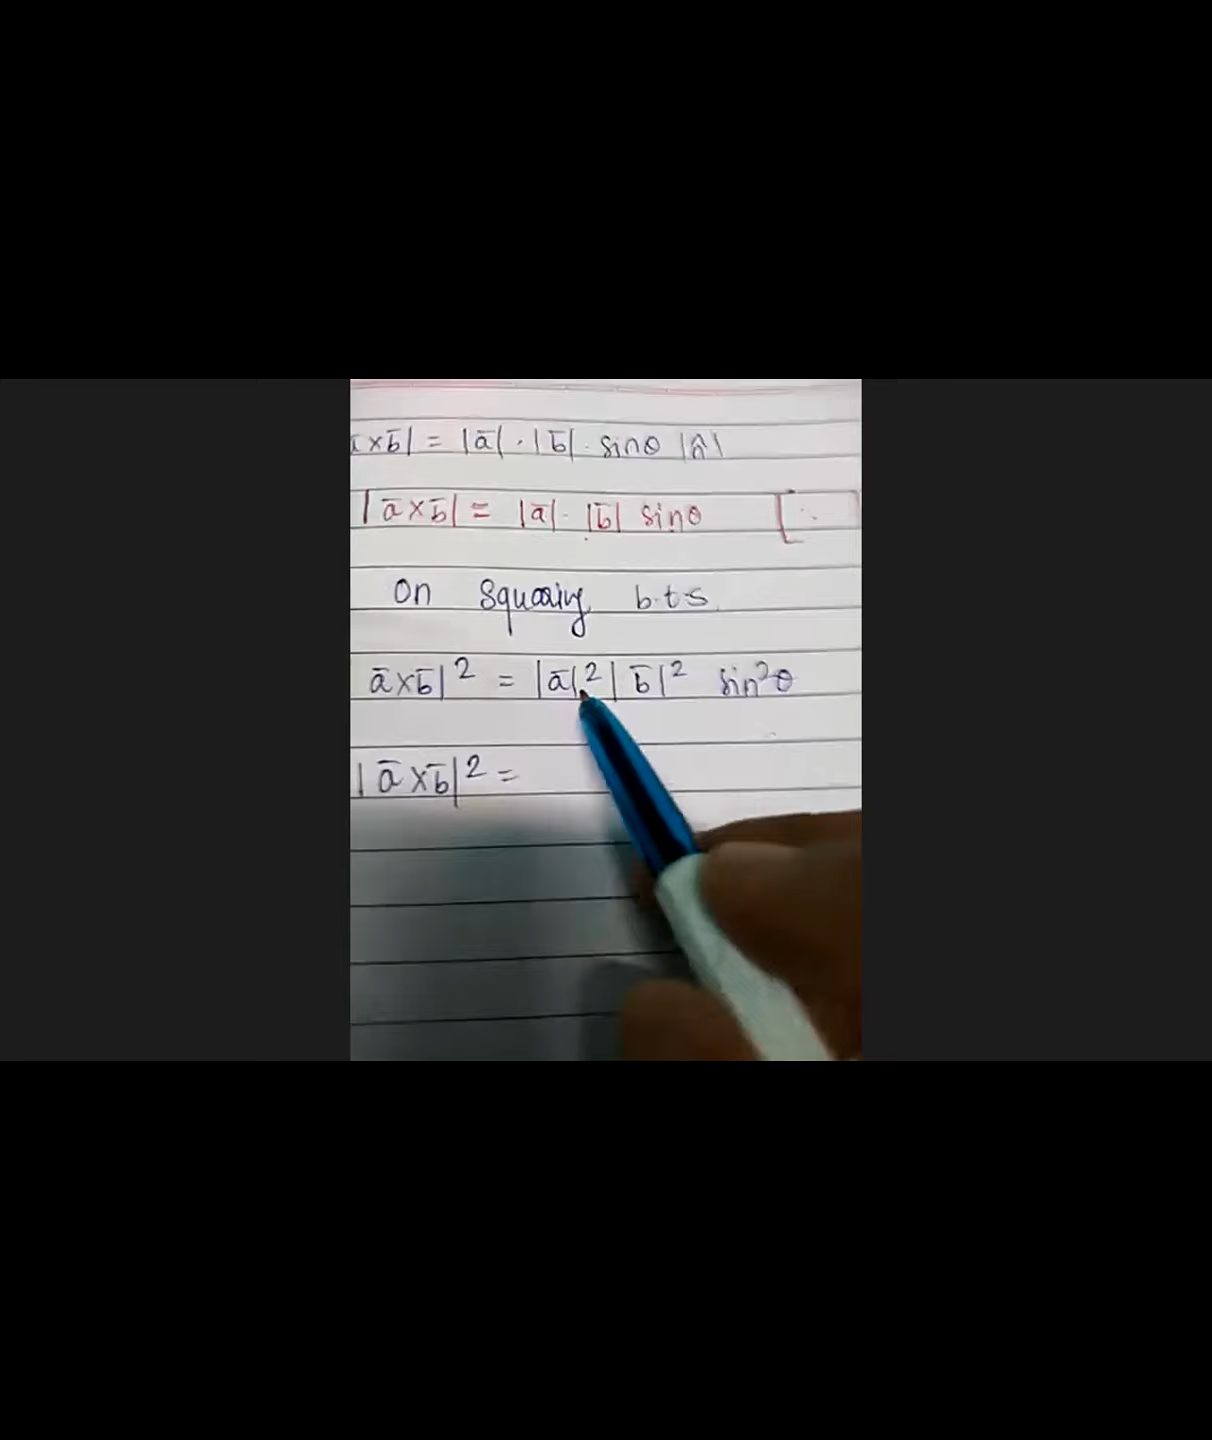 x b̄| = |ā| · |b̄| · sinθ |n̂|
|ā × b̄| = |ā| · |b̄| sinθ [∵
On Squaring b.t.s.
ā × b̄|² = |ā|² |b̄|² sin²θ
|ā × b̄|² =